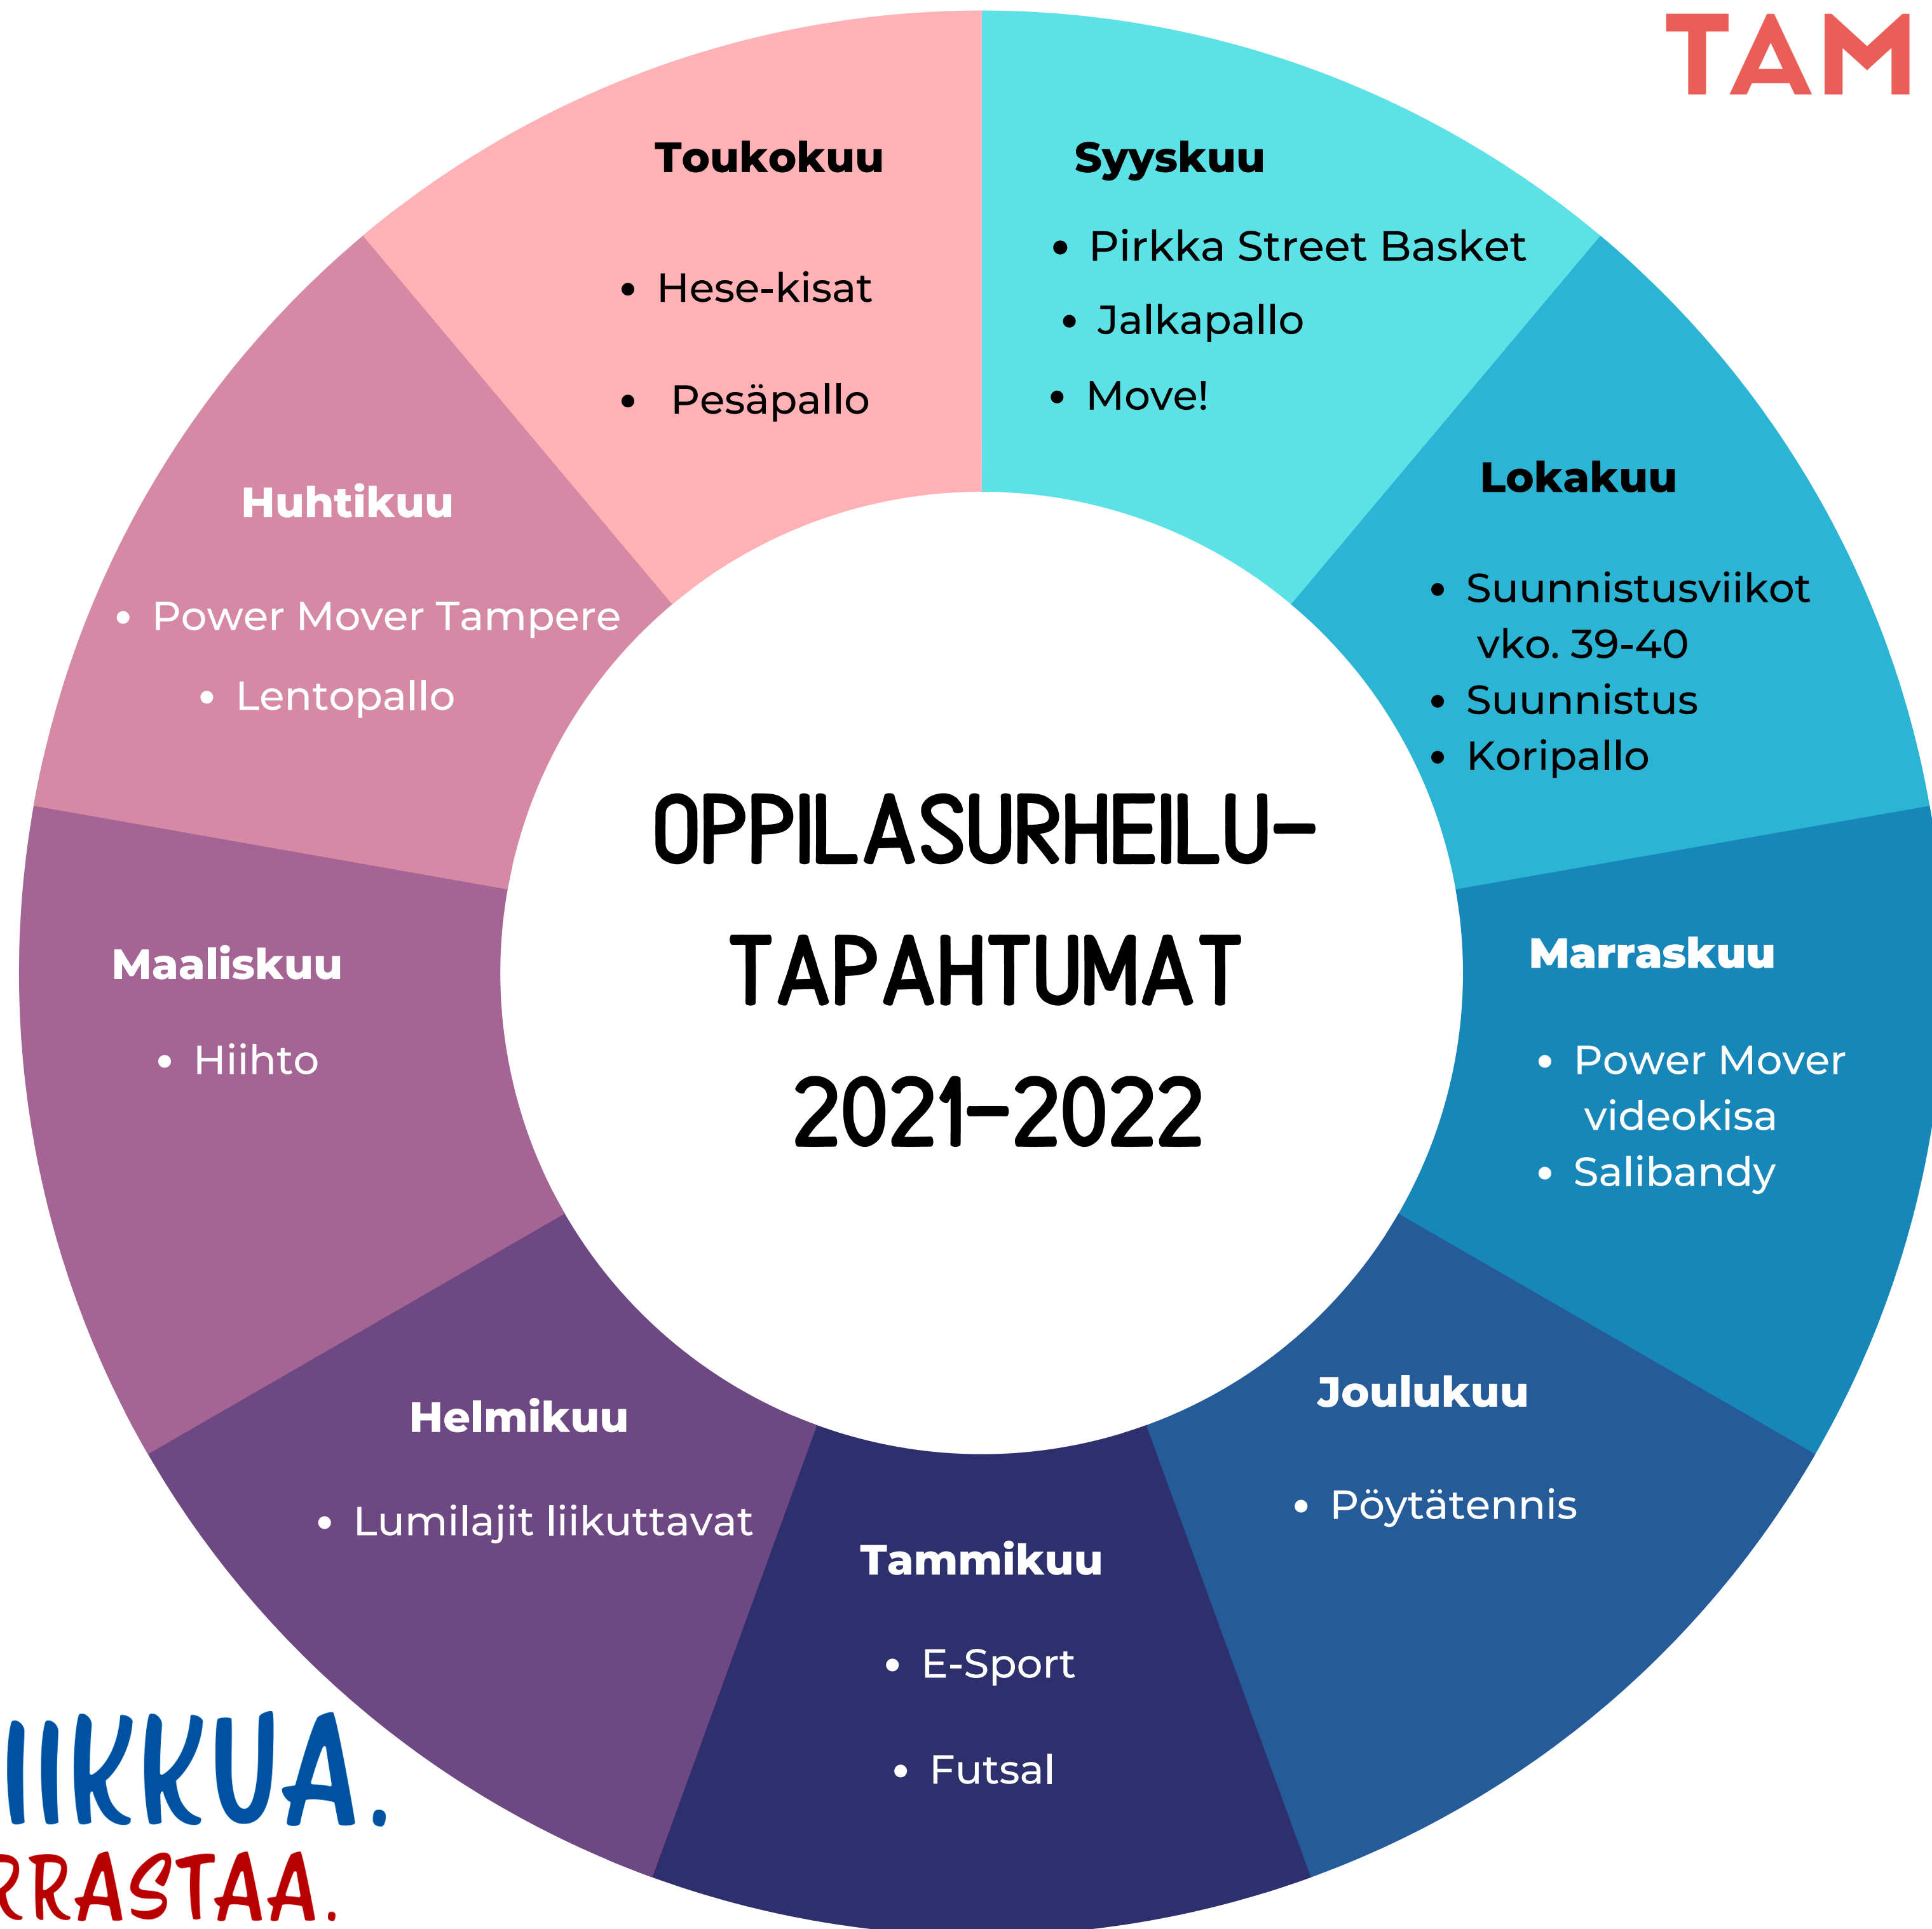 TAM
OPPILASURHEILU-
TAPAHTUMAT
2021-2022
Syyskuu
• Pirkka Street Basket
• Jalkapallo
• Move!
Lokakuu
• Suunnistusviikot
vko. 39-40
• Suunnistus
• Koripallo
Marraskuu
• Power Mover
videokisa
• Salibandy
Joulukuu
• Pöytätennis
Tammikuu
• E-Sport
• Futsal
Helmikuu
• Lumilajit liikuttavat
Maaliskuu
• Hiihto
Huhtikuu
• Power Mover Tampere
• Lentopallo
Toukokuu
• Hese-kisat
• Pesäpallo
IIKKUA.
RRASTAA.